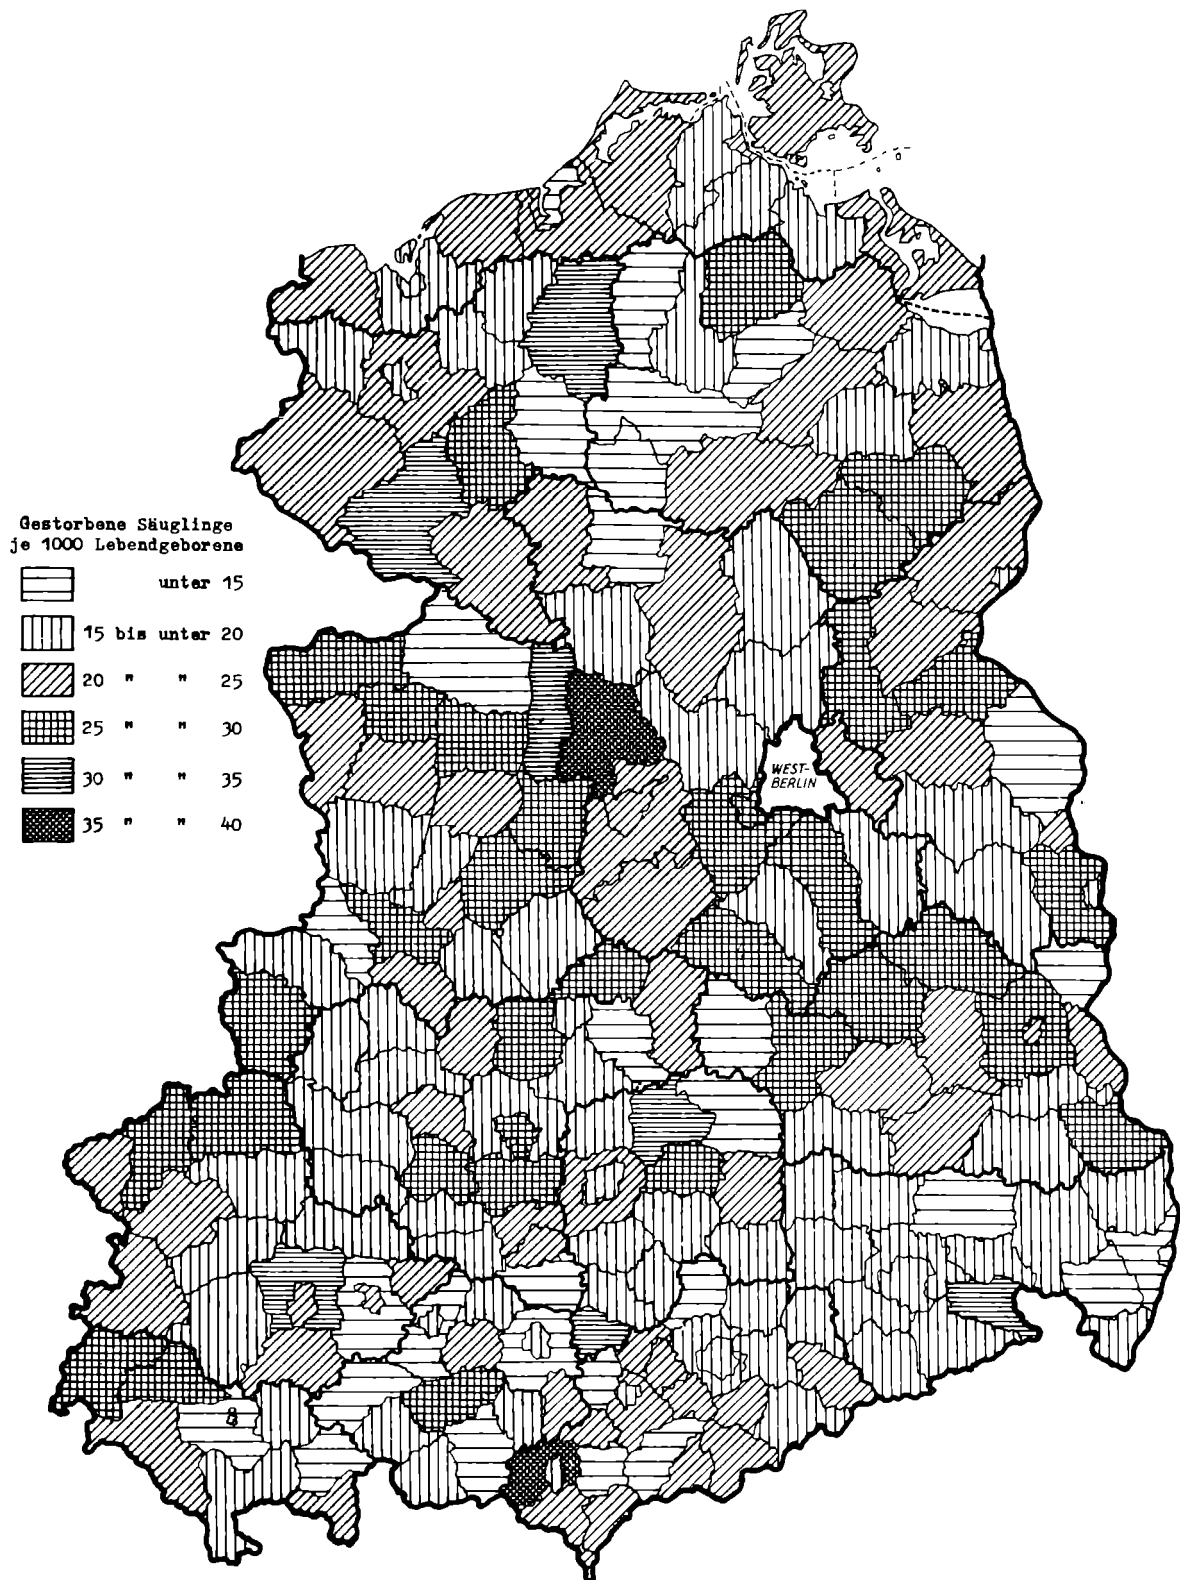 Gestorbene Säuglinge
je 1000 Lebendgeborene
unter 15
15 bis unter 20
20 " " 25
25 " " 30
30 " " 35
35 " " 40
WEST-
BERLIN